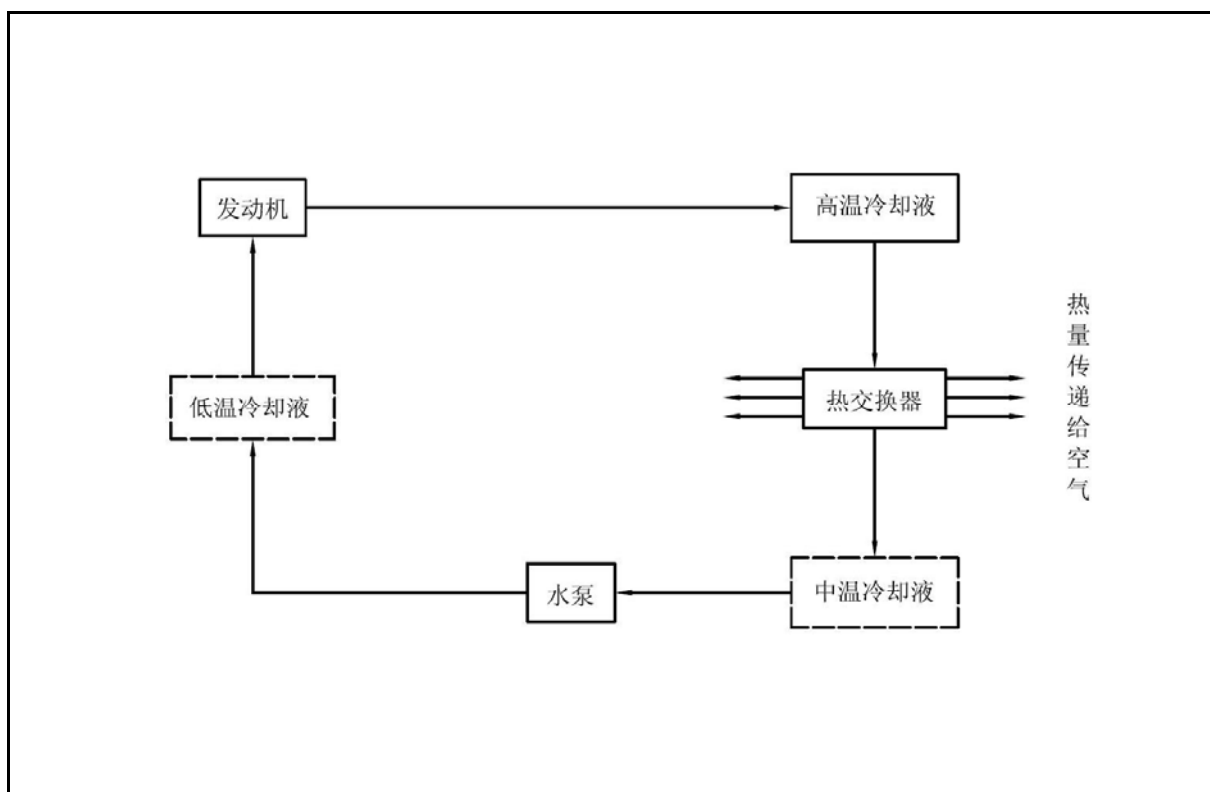 发动机
高温冷却液
热量传递给空气
低温冷却液
热交换器
水泵
中温冷却液